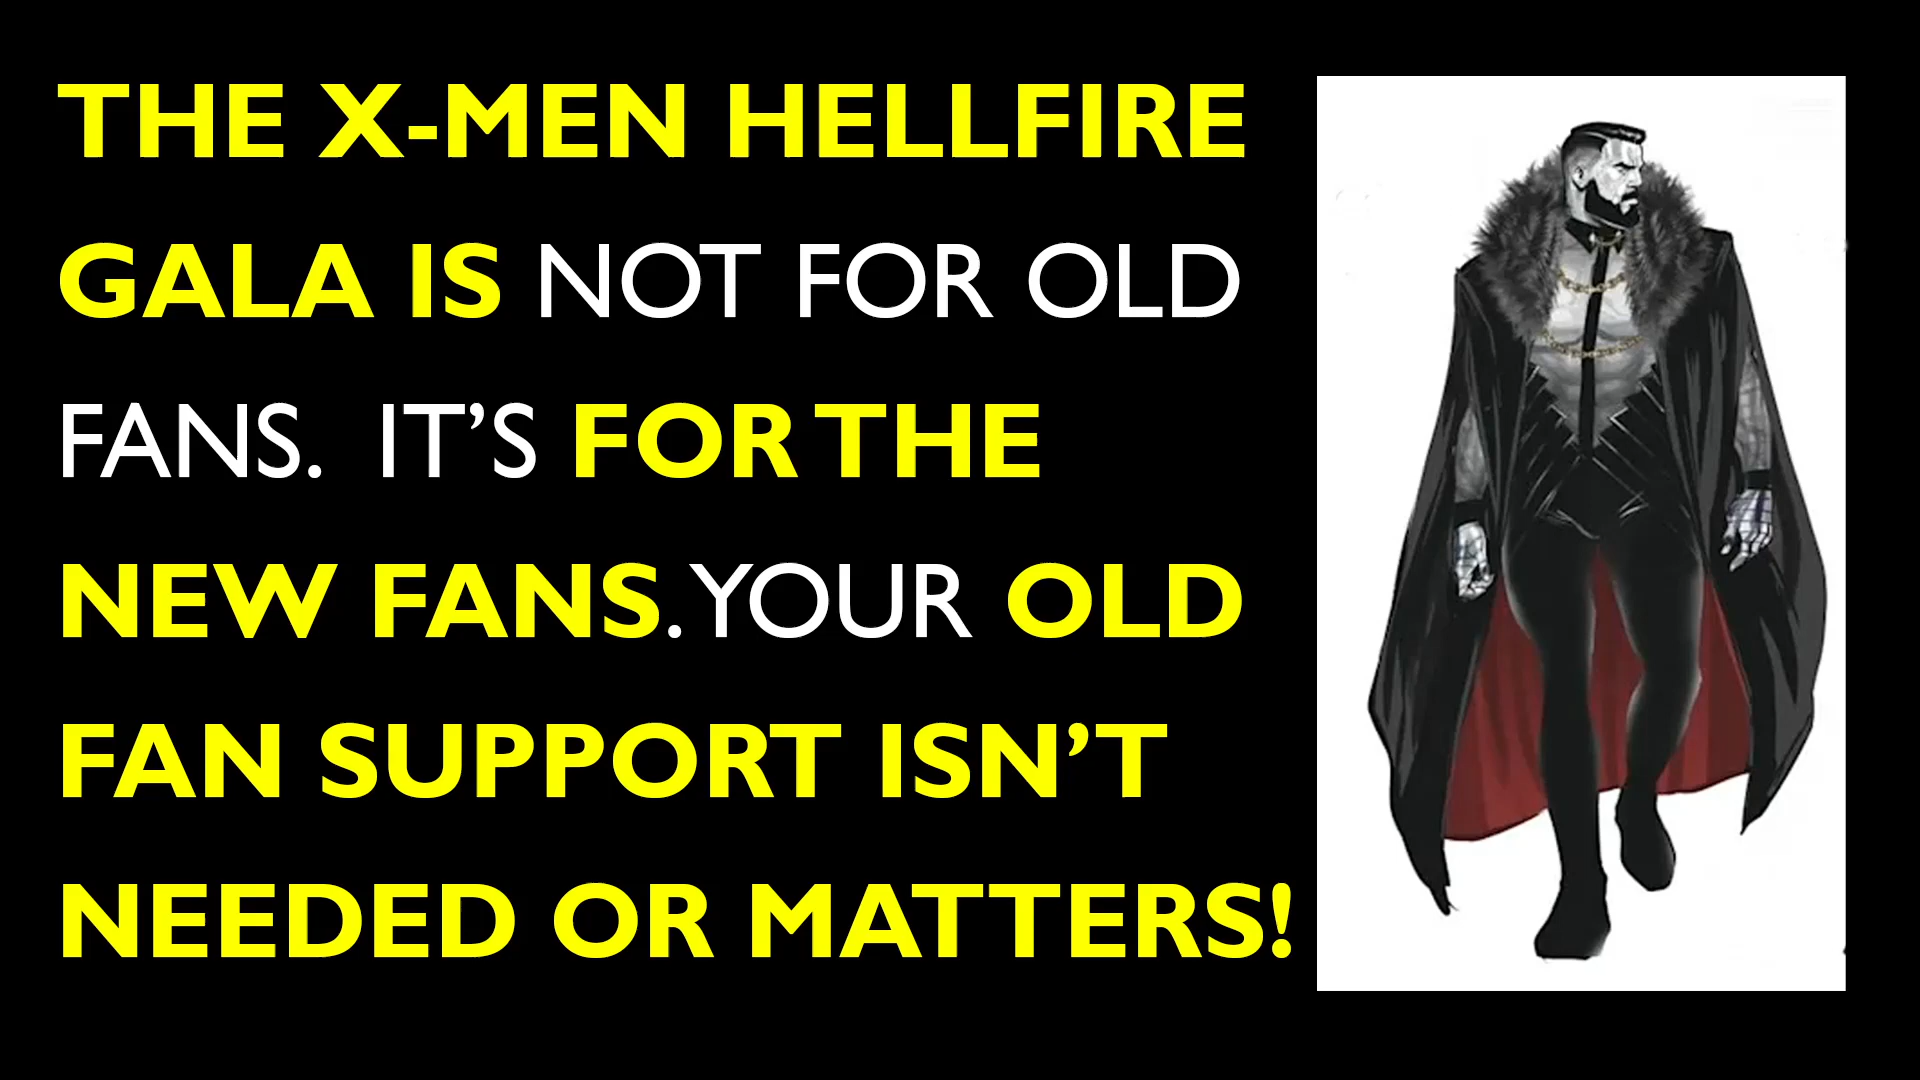 THE X-MEN HELLFIRE
GALA IS NOT FOR OLD
FANS.  IT’S FOR THE
NEW FANS. YOUR OLD
FAN SUPPORT ISN’T
NEEDED OR MATTERS!